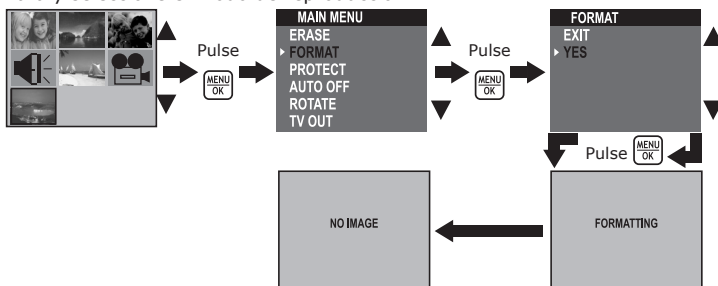 MAIN MENU
ERASE
FORMAT
PROTECT
AUTO OFF
ROTATE
TV OUT
Pulse
MENU
OK
Pulse
MENU
OK
FORMAT
EXIT
YES
Pulse
MENU
OK
FORMATTING
NO IMAGE